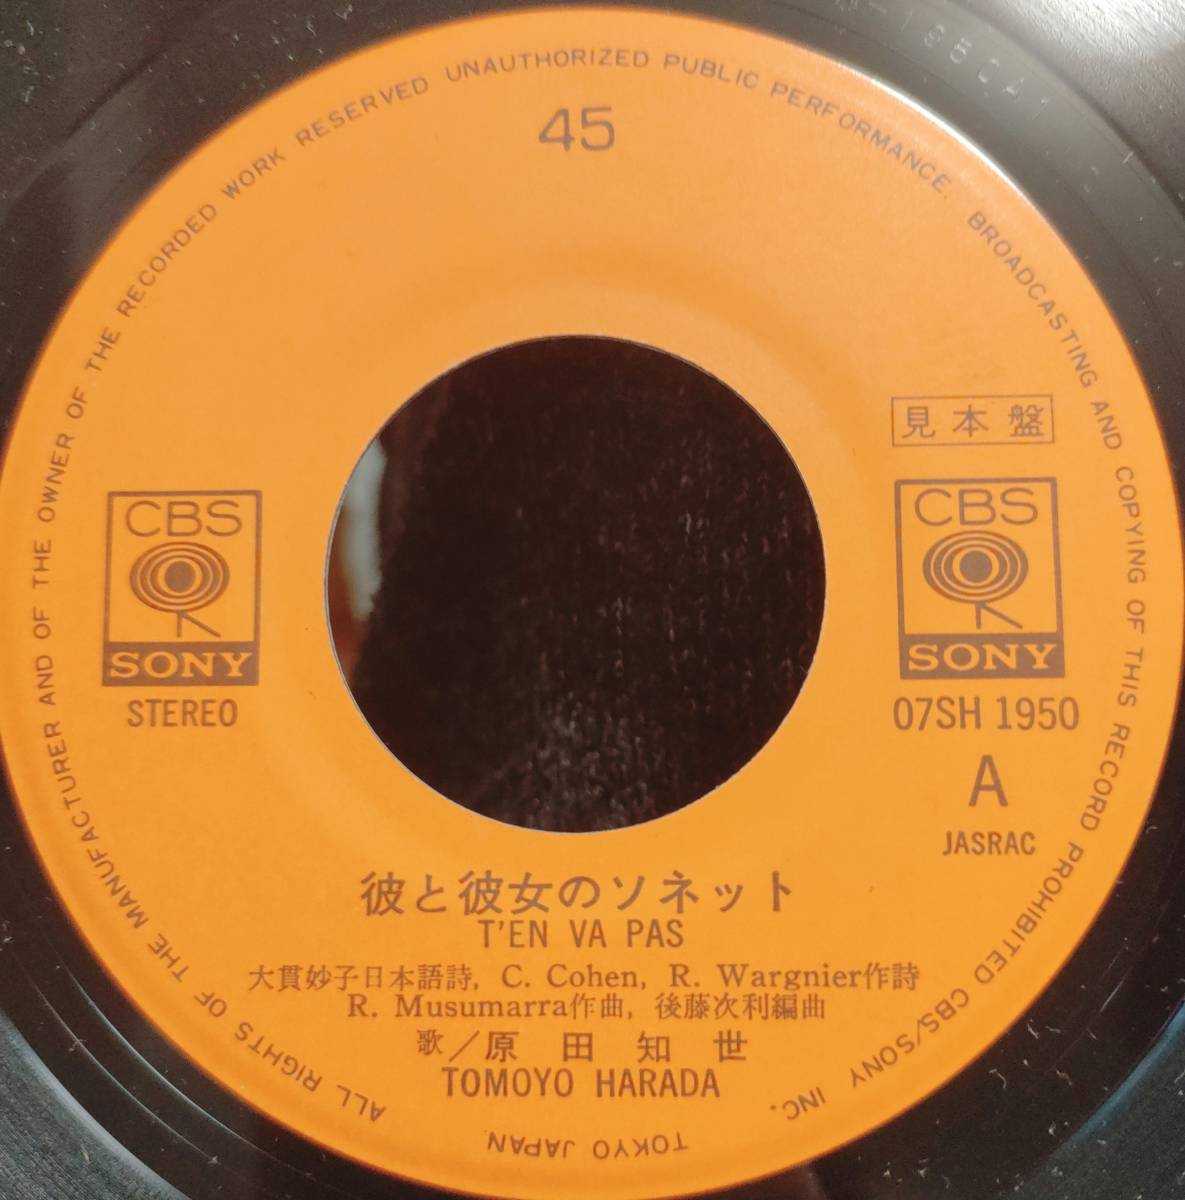 ALL RIGHTS OF THE MANUFACTURER AND OF THE OWNER OF THE RECORDED WORK RESERVED UNAUTHORIZED PUBLIC PERFORMANCE BROADCASTING AND COPYING OF THIS RECORD PROHIBITED CBS/SONY INC. TOKYO JAPAN
45
見本盤
CBS
SONY
STEREO
CBS
SONY
07SH 1950
A
JASRAC
彼と彼女のソネット
T'EN VA PAS
大貫妙子日本語詩, C. Cohen, R. Wargnier作詩
R. Musumarra作曲, 後藤次利編曲
歌/原田知世
TOMOYO HARADA